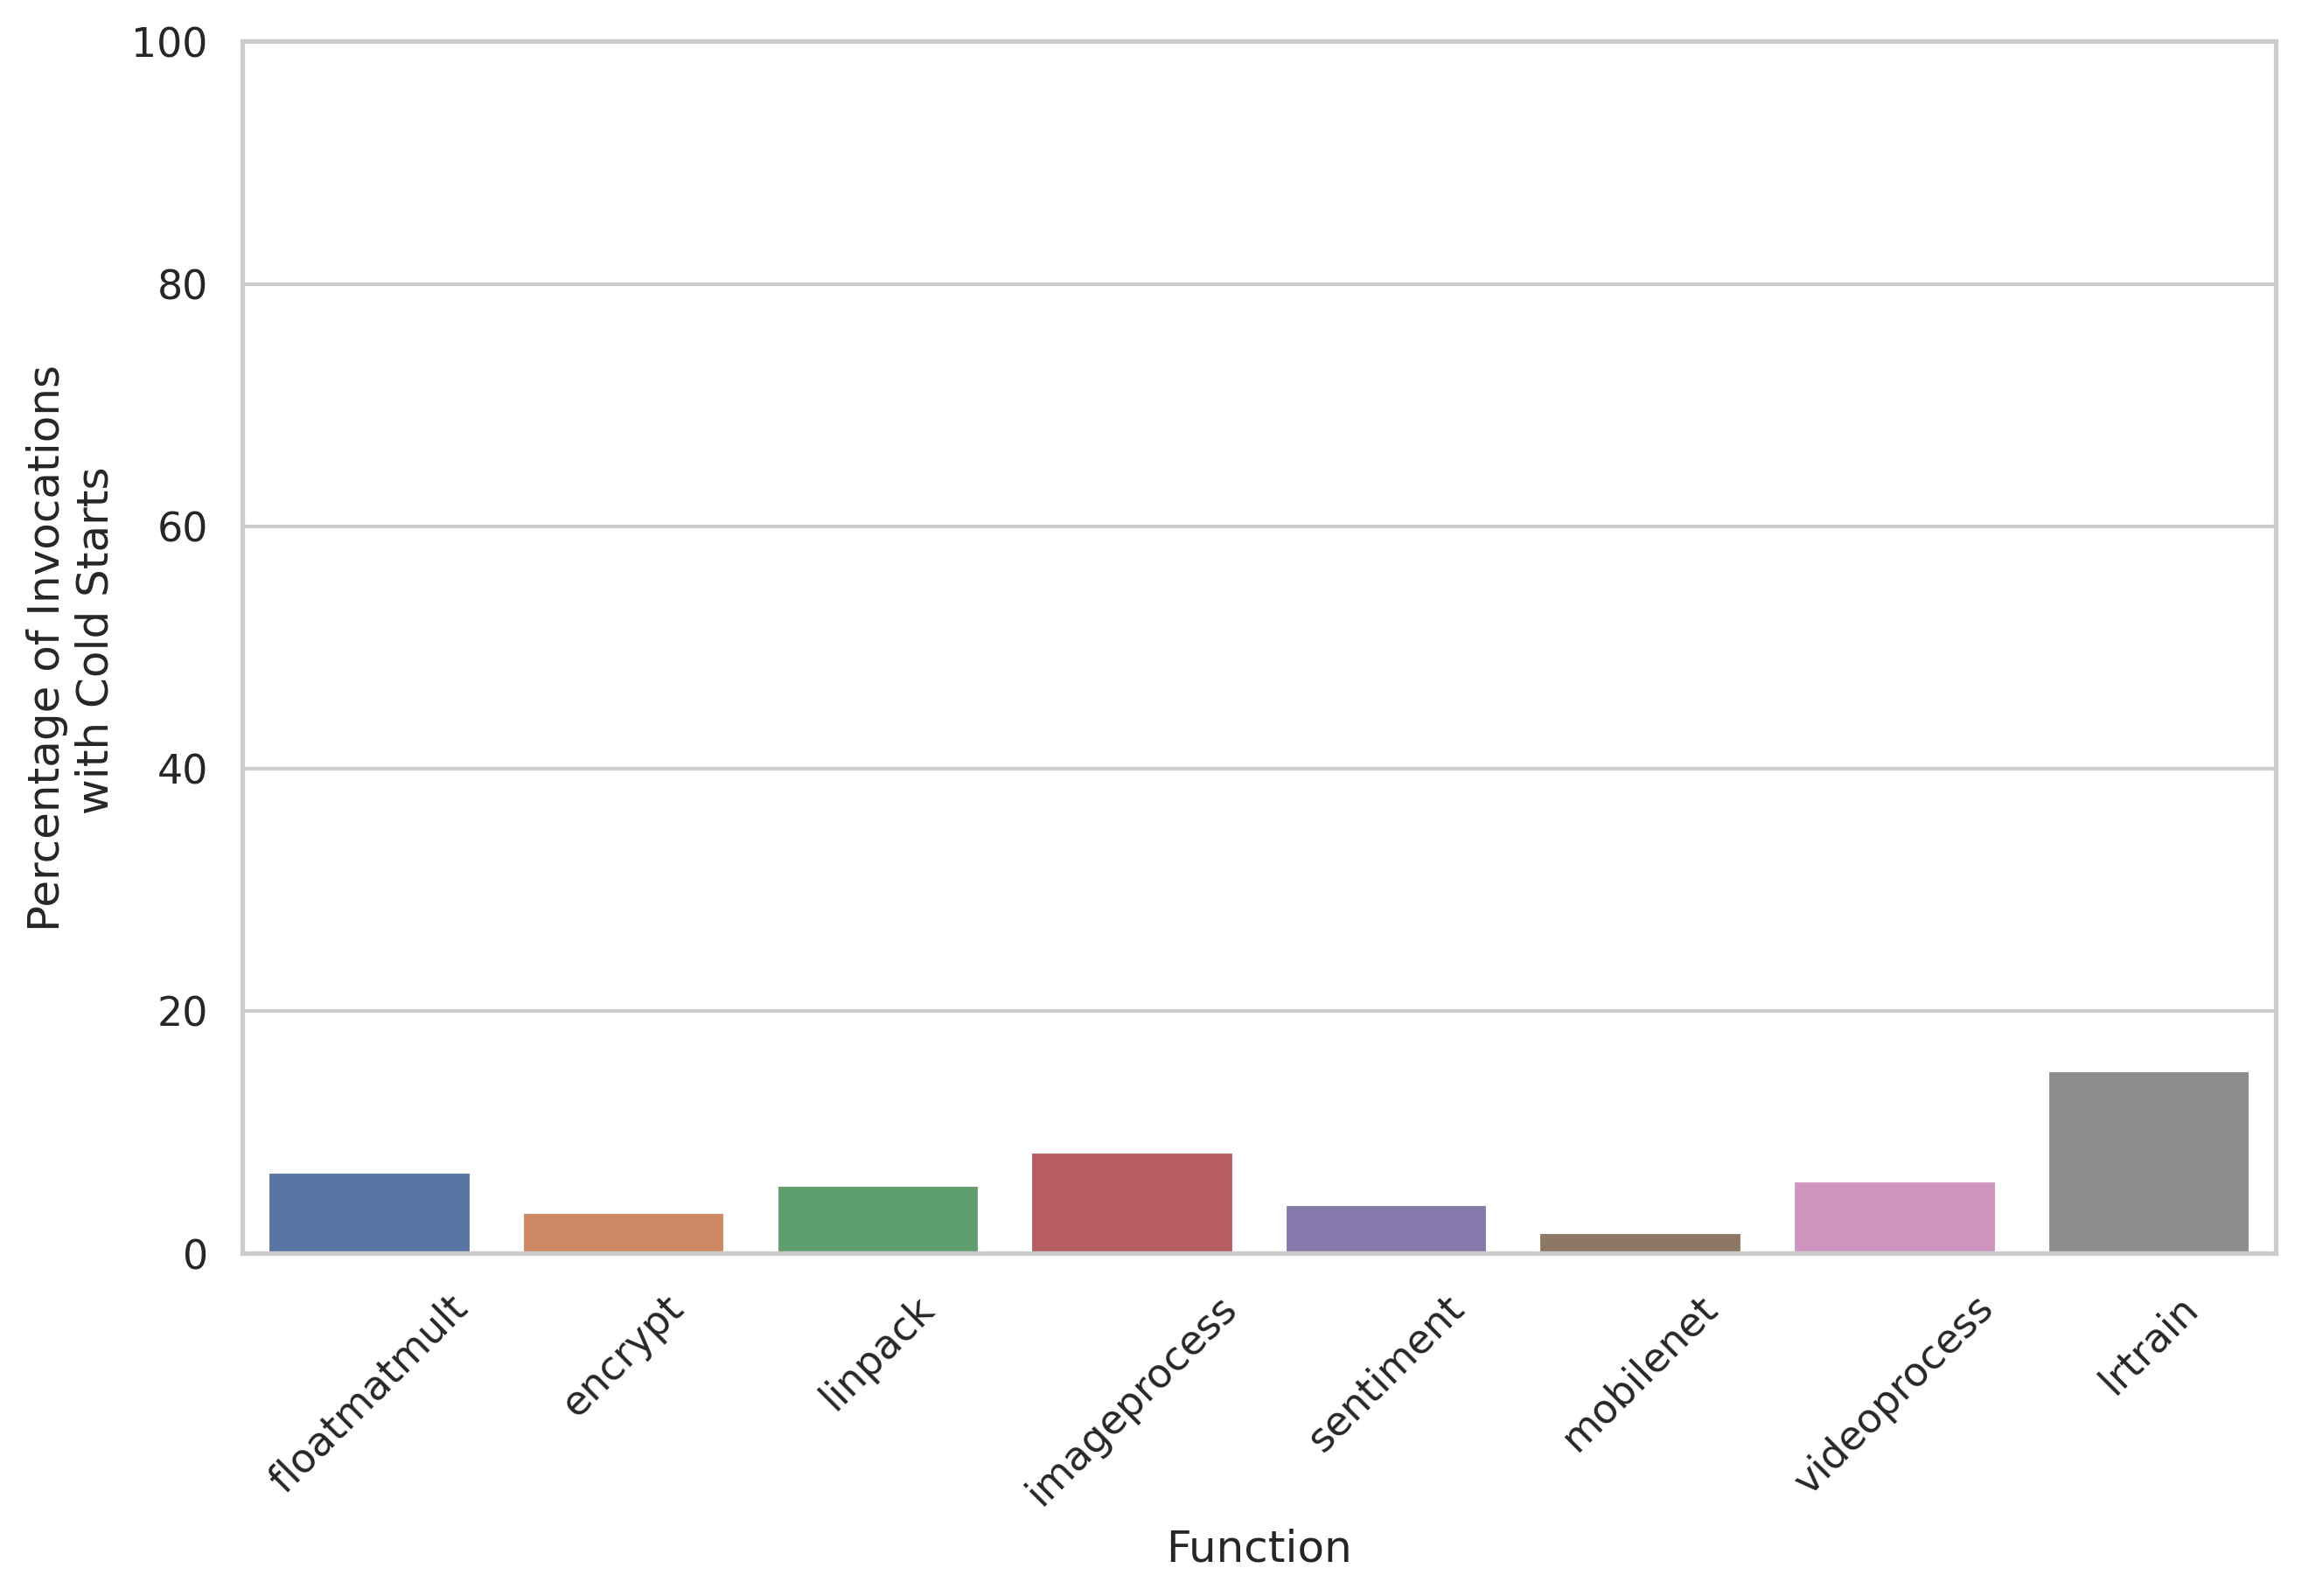 Percentage of Invocations
with Cold Starts
100
80
60
40
20
0
floatmatmult
encrypt
linpack
imageprocess
sentiment
mobilenet
videoprocess
lrtrain
Function